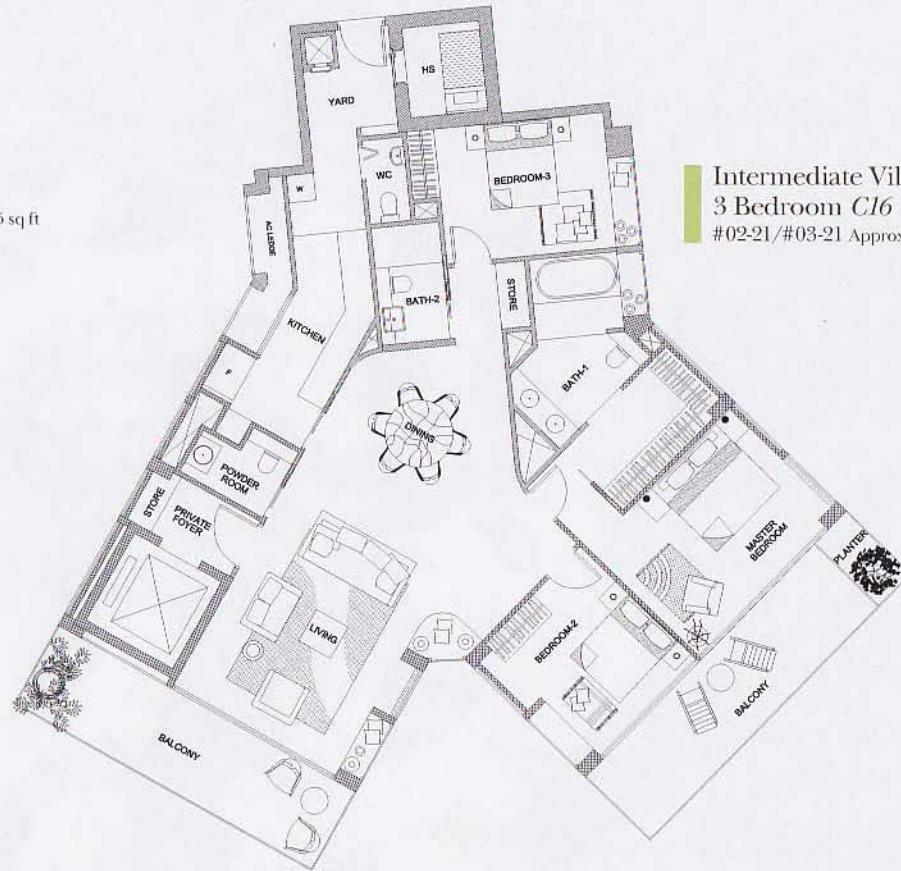 sq ft
Intermediate
3 Bedroom C16
#02-21/#03-21 Approx
HS
YARD
WC
BEDROOM-3
W
AC LEDGE
BATH-2
STORE
KITCHEN
BATH-1
F
DINING
POWDER
ROOM
STORE
PRIVATE
FOYER
MASTER
BEDROOM
PLANTER
LIVING
BEDROOM-2
BALCONY
BALCONY